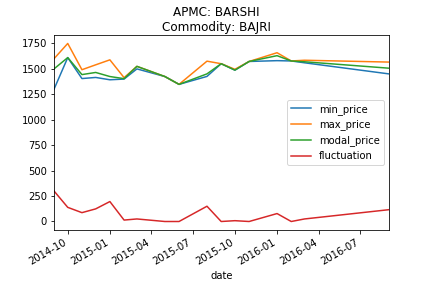 APMC: BARSHI
Commodity: BAJRI
1750
1500
1250
1000
750
500
250
0
min_price
max_price
modal_price
fluctuation
2014-10
2015-01
2015-04
2015-07
2015-10
2016-01
2016-04
2016-07
date